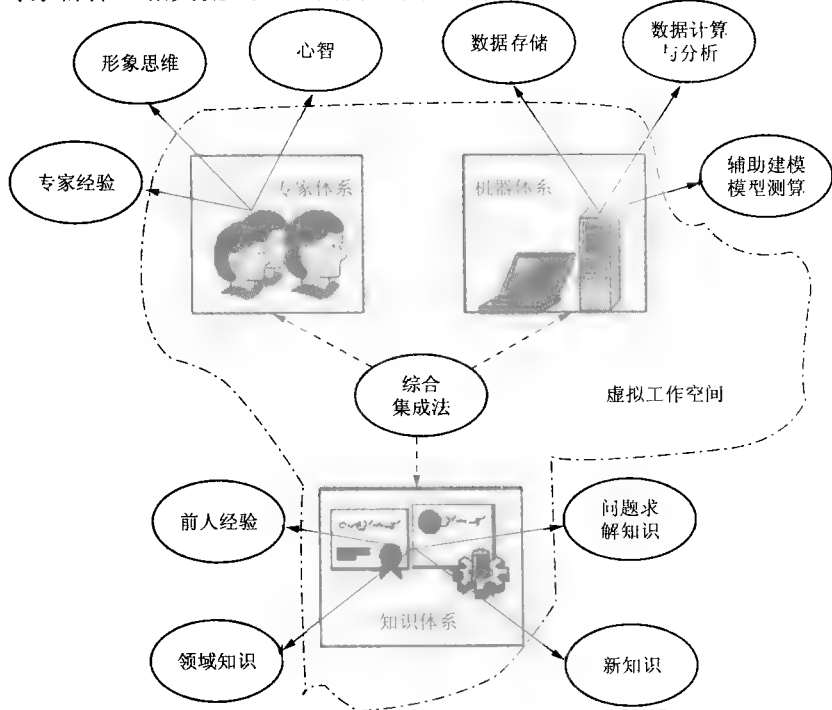 形象思维
心智
数据存储
数据计算
与分析
专家经验
专家体系
机器体系
辅助建模
模型测算
综合
集成法
虚拟工作空间
前人经验
问题求
解知识
知识体系
领域知识
新知识